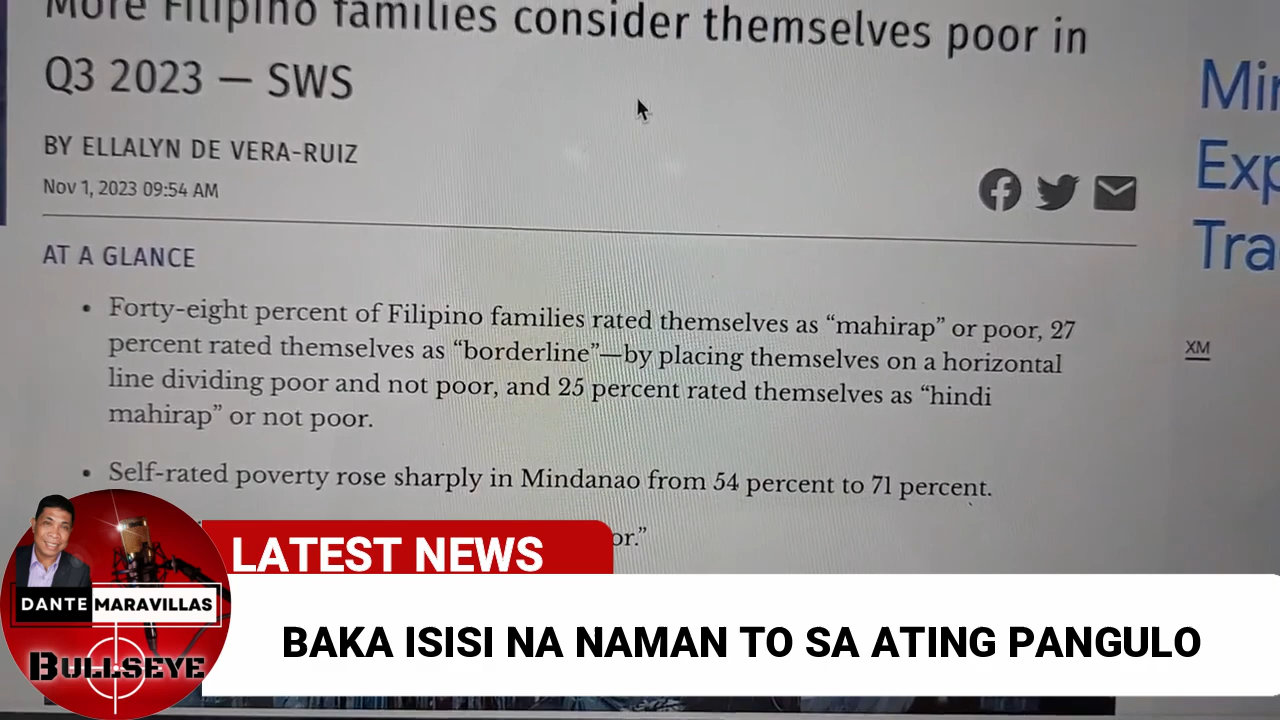 More Filipino families consider themselves poor in
Q3 2023 — SWS
BY ELLALYN DE VERA-RUIZ
Nov 1, 2023 09:54 AM
AT A GLANCE
• Forty-eight percent of Filipino families rated themselves as “mahirap” or poor, 27
percent rated themselves as “borderline”—by placing themselves on a horizontal
line dividing poor and not poor, and 25 percent rated themselves as “hindi
mahirap” or not poor.
• Self-rated poverty rose sharply in Mindanao from 54 percent to 71 percent.
or.”
XM
LATEST NEWS
BAKA ISISI NA NAMAN TO SA ATING PANGULO
DANTE MARAVILLAS
BULLSEYE